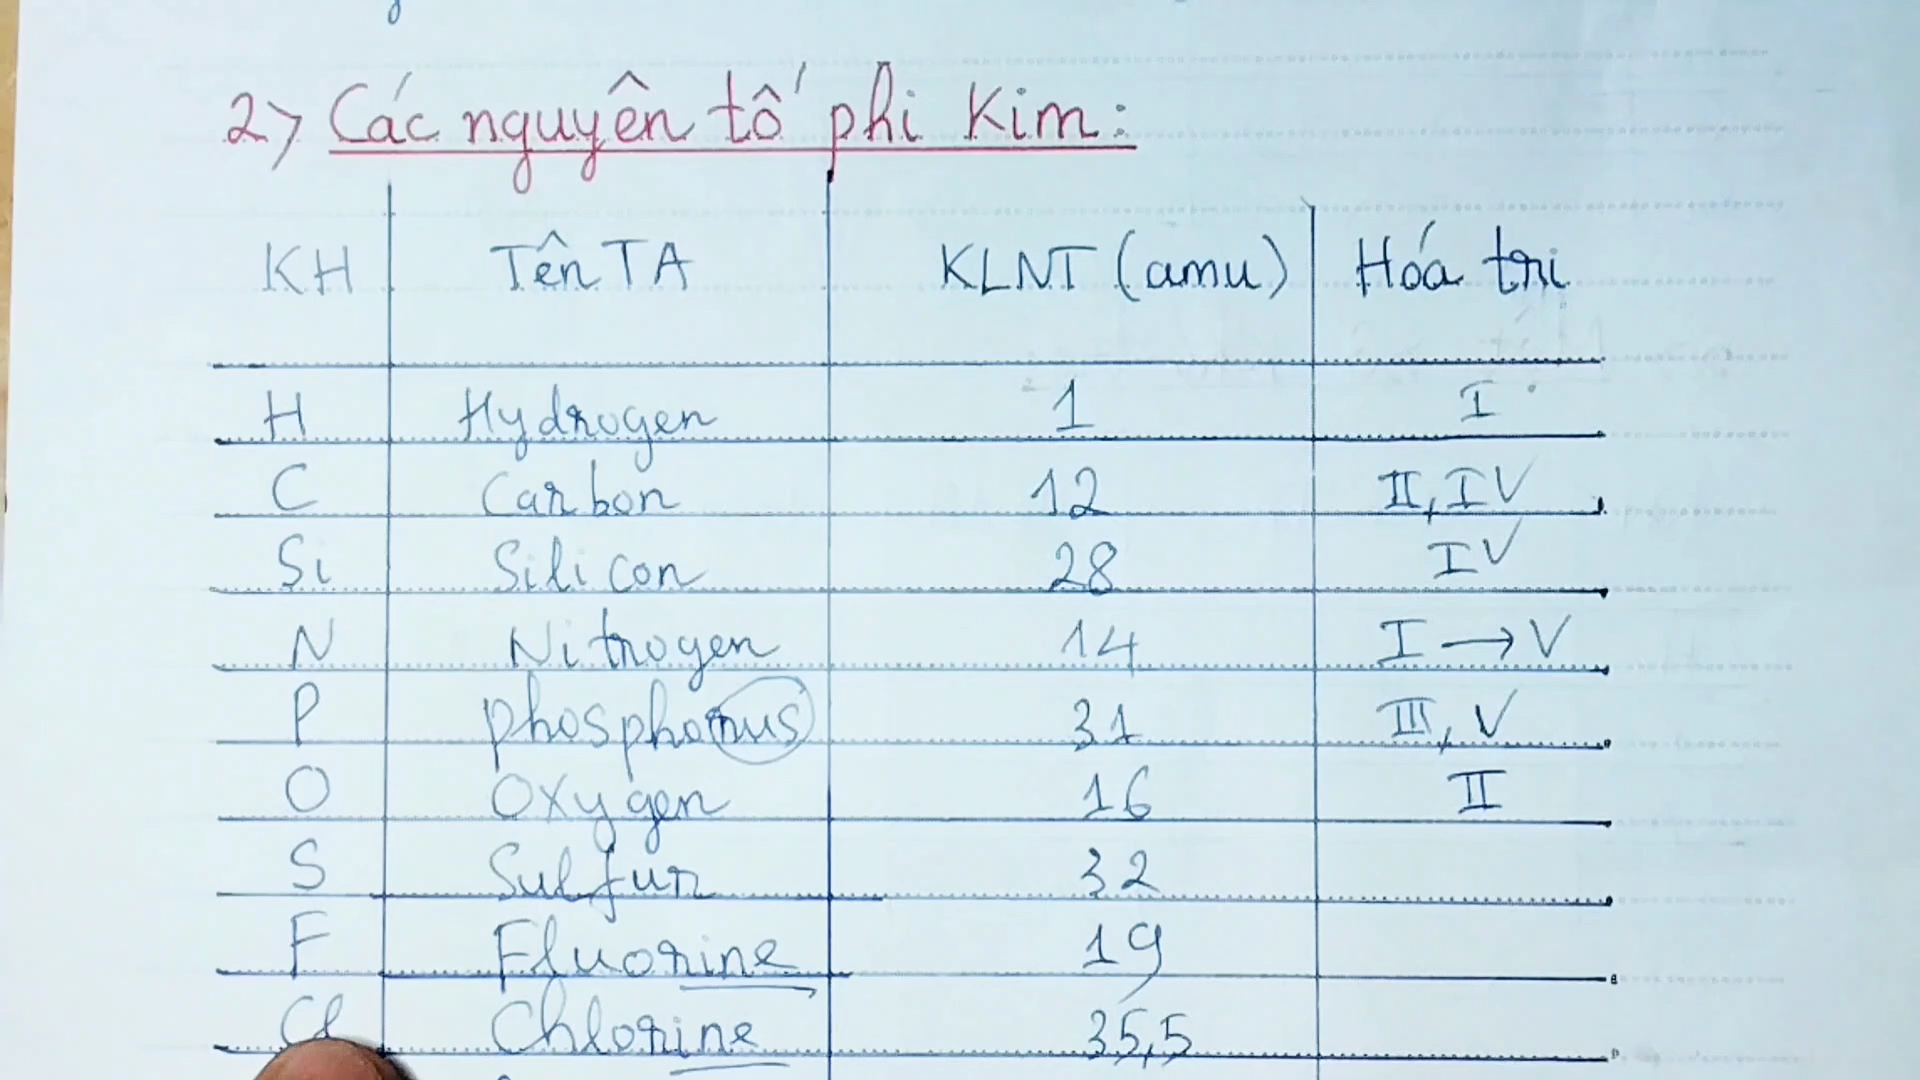 2) Các nguyên tố phi Kim:
KH Tên TA KLNT (amu) Hóa trị
H Hydrogen 1 I
C Carbon 12 II, IV
Si Silicon 28 IV
N Nitrogen 14 I → V
P phosphorus 31 III, V
O Oxygen 16 II
S Sulfur 32
F Fluorine 19
Cl Chlorine 35,5